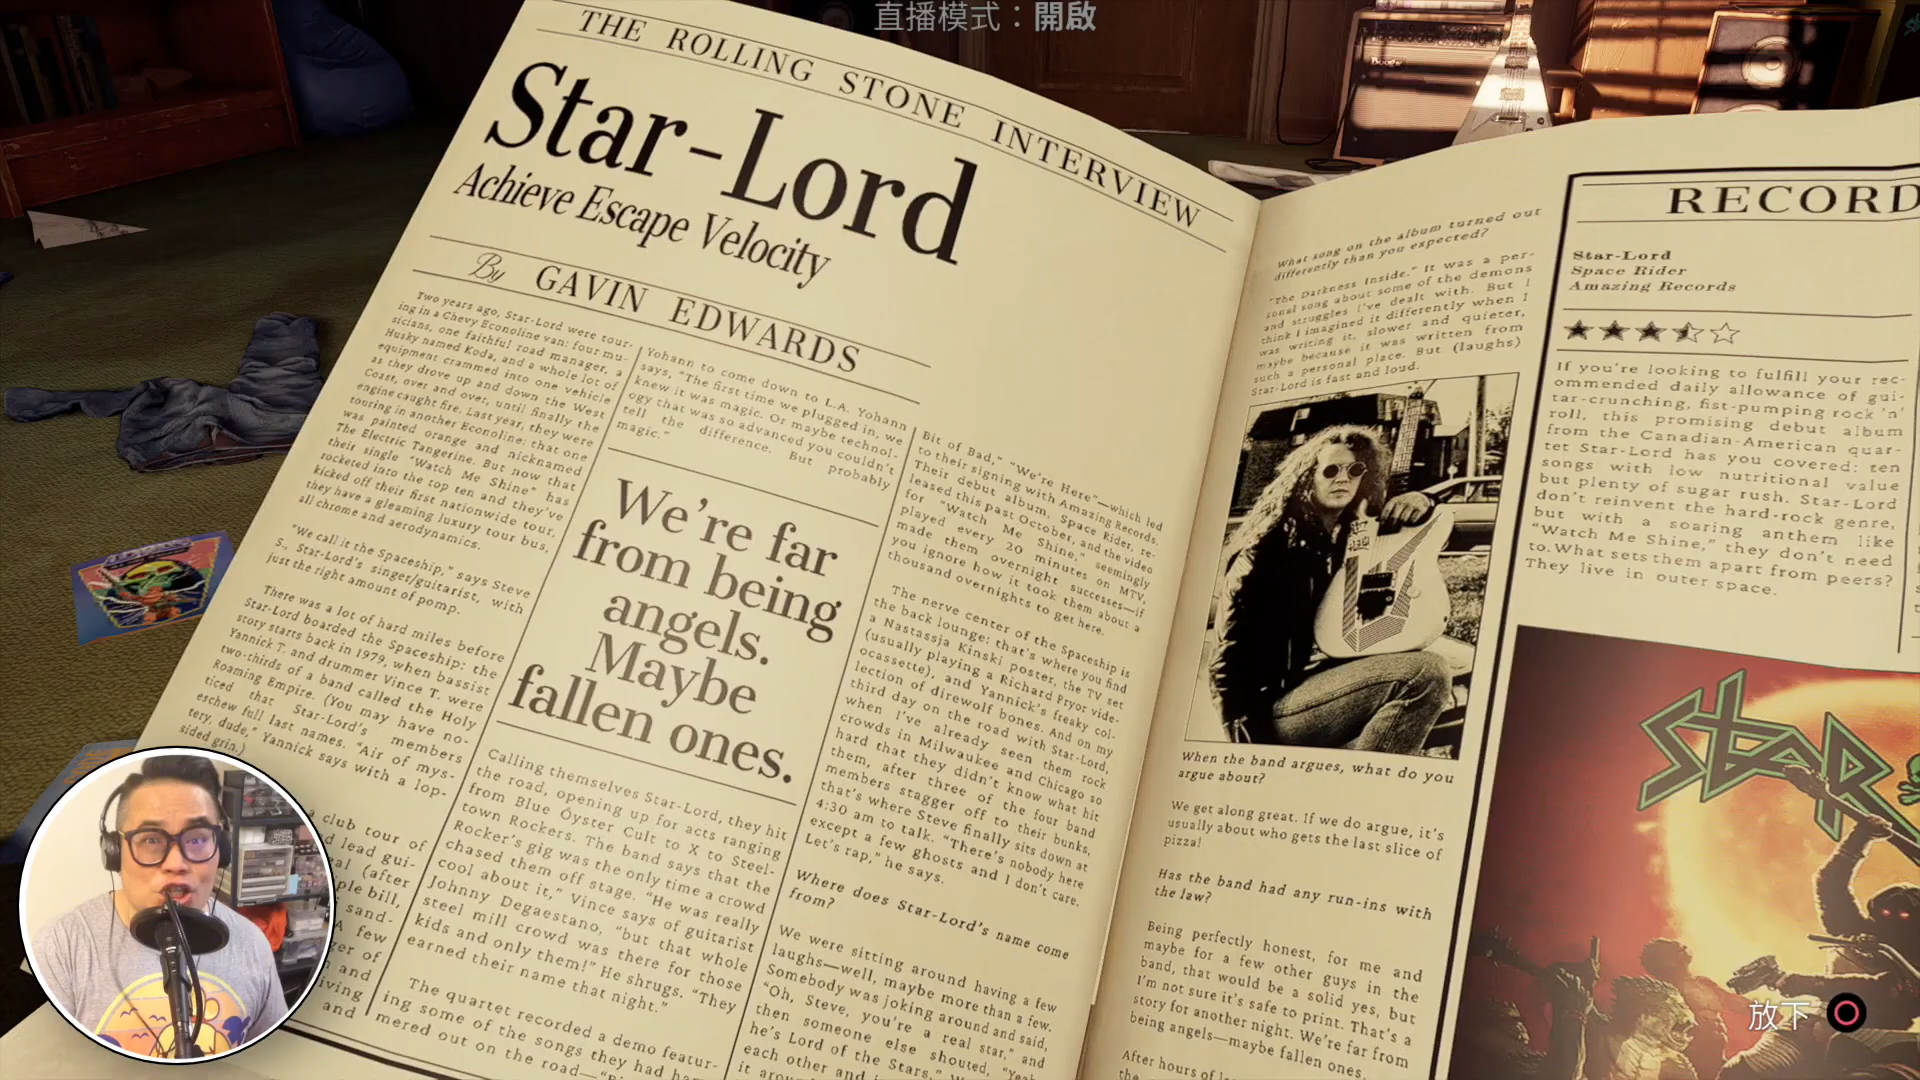 直播模式：開啟
THE ROLLING STONE INTERVIEW
Star-Lord
Achieve Escape Velocity
By GAVIN EDWARDS
Two years ago, Star-Lord were tour-
ing in a Chevy Econoline van: four mu-
sicians, one faithful road manager, a
Husky named Koda, and a whole lot of
equipment crammed into one vehicle
as they drove up and down the West
Coast, over and over, until finally the
engine caught fire. Last year, they were
touring in another Econoline: that one
was painted orange and nicknamed
The Electric Tangerine. But now that
their single "Watch Me Shine" has
rocketed into the top ten and they've
kicked off their first nationwide tour,
they have a gleaming luxury tour bus,
all chrome and aerodynamics.
"We call it the Spaceship," says Steve
S., Star-Lord's singer/guitarist, with
just the right amount of pomp.
There was a lot of hard miles before
Star-Lord boarded the Spaceship: the
story starts back in 1979, when bassist
Yannick T. and drummer Vince T. were
two-thirds of a band called the Holy
Roaming Empire. (You may have no-
ticed that Star-Lord's members
eschew full last names. "Air of mys-
tery, dude," Yannick says with a lop-
sided grin.)
a club tour of
lead gui-
(after
ple bill,
sand-
A few
ger of
and
iving
and
Yohann to come down to L.A. Yohann
says, "The first time we plugged in, we
knew it was magic. Or maybe technol-
ogy that was so advanced you couldn't
tell the difference. But probably
magic."
We're far
from being
angels.
Maybe
fallen ones.
Calling themselves Star-Lord, they hit
the road, opening up for acts ranging
from Blue Öyster Cult to X to Steel-
town Rockers. The band says that the
Rocker's gig was the only time a crowd
chased them off stage. "He was really
cool about it," Vince says of guitarist
Johnny Degaestano, "but that whole
steel mill crowd was there for those
kids and only them!" He shrugs. "They
earned their name that night."
The quartet recorded a demo featur-
ing some of the songs they had ham-
mered out on the road—
Bit of Bad," "We're Here"—which led
to their signing with Amazing Records.
Their debut album, Space Rider, re-
leased this past October, and the video
for "Watch Me Shine," seemingly
played every 20 minutes on MTV,
made them overnight successes—if
you ignore how it took them about a
thousand overnights to get here.
The nerve center of the Spaceship is
the back lounge: that's where you find
a Nastassja Kinski poster, the TV set
(usually playing a Richard Pryor vide-
ocassette), and Yannick's freaky col-
lection of direwolf bones. And on my
third day on the road with Star-Lord,
when I've already seen them rock
crowds in Milwaukee and Chicago so
hard that they didn't know what hit
them, after three of the four band
members stagger off to their bunks,
that's where Steve finally sits down at
4:30 am to talk. "There's nobody here
except a few ghosts and I don't care.
Let's rap," he says.
Where does Star-Lord's name come
from?
We were sitting around having a few
laughs—well, maybe more than a few.
Somebody was joking around and said,
"Oh, Steve, you're a real star," and
then someone else shouted, "Yeah,
he's Lord of the Stars."
each other and
it around
What song on the album turned out
differently than you expected?
"The Darkness Inside." It was a per-
sonal song about some of the demons
and struggles I've dealt with. But I
think I imagined it differently when I
was writing it, slower and quieter,
maybe because it was written from
such a personal place. But (laughs)
Star-Lord is fast and loud.
When the band argues, what do you
argue about?
We get along great. If we do argue, it's
usually about who gets the last slice of
pizza!
Has the band had any run-ins with
the law?
Being perfectly honest, for me and
maybe for a few other guys in the
band, that would be a solid yes, but
I'm not sure it's safe to print. That's a
story for another night. We're far from
being angels—maybe fallen ones.
After hours of
RECORD
Star-Lord
Space Rider
Amazing Records
If you're looking to fulfill your rec-
ommended daily allowance of gui-
tar-crunching, fist-pumping rock 'n'
roll, this promising debut album
from the Canadian-American quar-
tet Star-Lord has you covered: ten
songs with low nutritional value
but plenty of sugar rush. Star-Lord
don't reinvent the hard-rock genre,
but with a soaring anthem like
"Watch Me Shine," they don't need
to. What sets them apart from peers?
They live in outer space.
STAR
放下